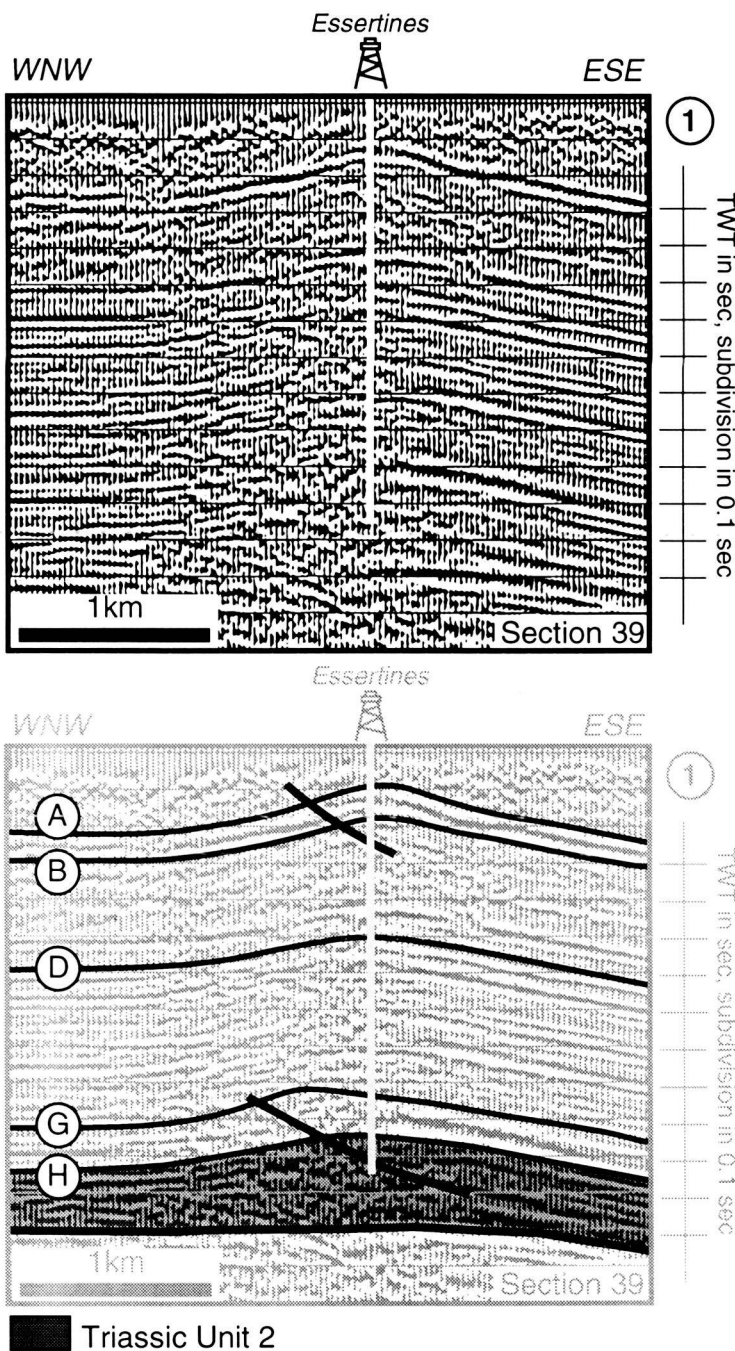 Essertines
WNW ESE
1
TWT in sec, subdivision in 0.1 sec
1km
Section 39
Essertines
WNW ESE
1
A
B
D
G
H
TWT in sec, subdivision in 0.1 sec
1km
Section 39
Triassic Unit 2